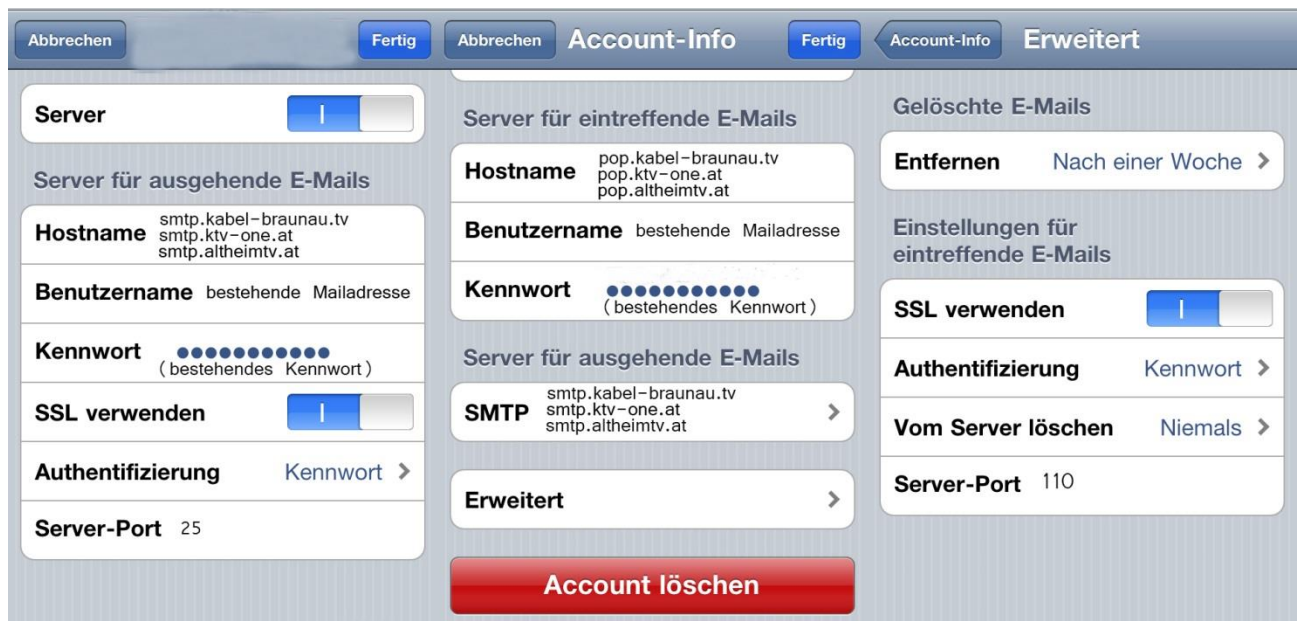 Abbrechen
Fertig
Server
I
Server für ausgehende E-Mails
Hostname smtp.kabel-braunau.tv
smtp.ktv-one.at
smtp.altheimtv.at
Benutzername bestehende Mailadresse
Kennwort ●●●●●●●●●●●
(bestehendes Kennwort)
SSL verwenden
I
Authentifizierung Kennwort >
Server-Port 25
Abbrechen Account-Info Fertig
Server für eintreffende E-Mails
Hostname pop.kabel-braunau.tv
pop.ktv-one.at
pop.altheimtv.at
Benutzername bestehende Mailadresse
Kennwort ●●●●●●●●●●●
(bestehendes Kennwort)
Server für ausgehende E-Mails
SMTP smtp.kabel-braunau.tv
smtp.ktv-one.at
smtp.altheimtv.at
Erweitert >
Account löschen
Account-Info Erweitert
Gelöschte E-Mails
Entfernen Nach einer Woche >
Einstellungen für
eintreffende E-Mails
SSL verwenden
I
Authentifizierung Kennwort >
Vom Server löschen Niemals >
Server-Port 110